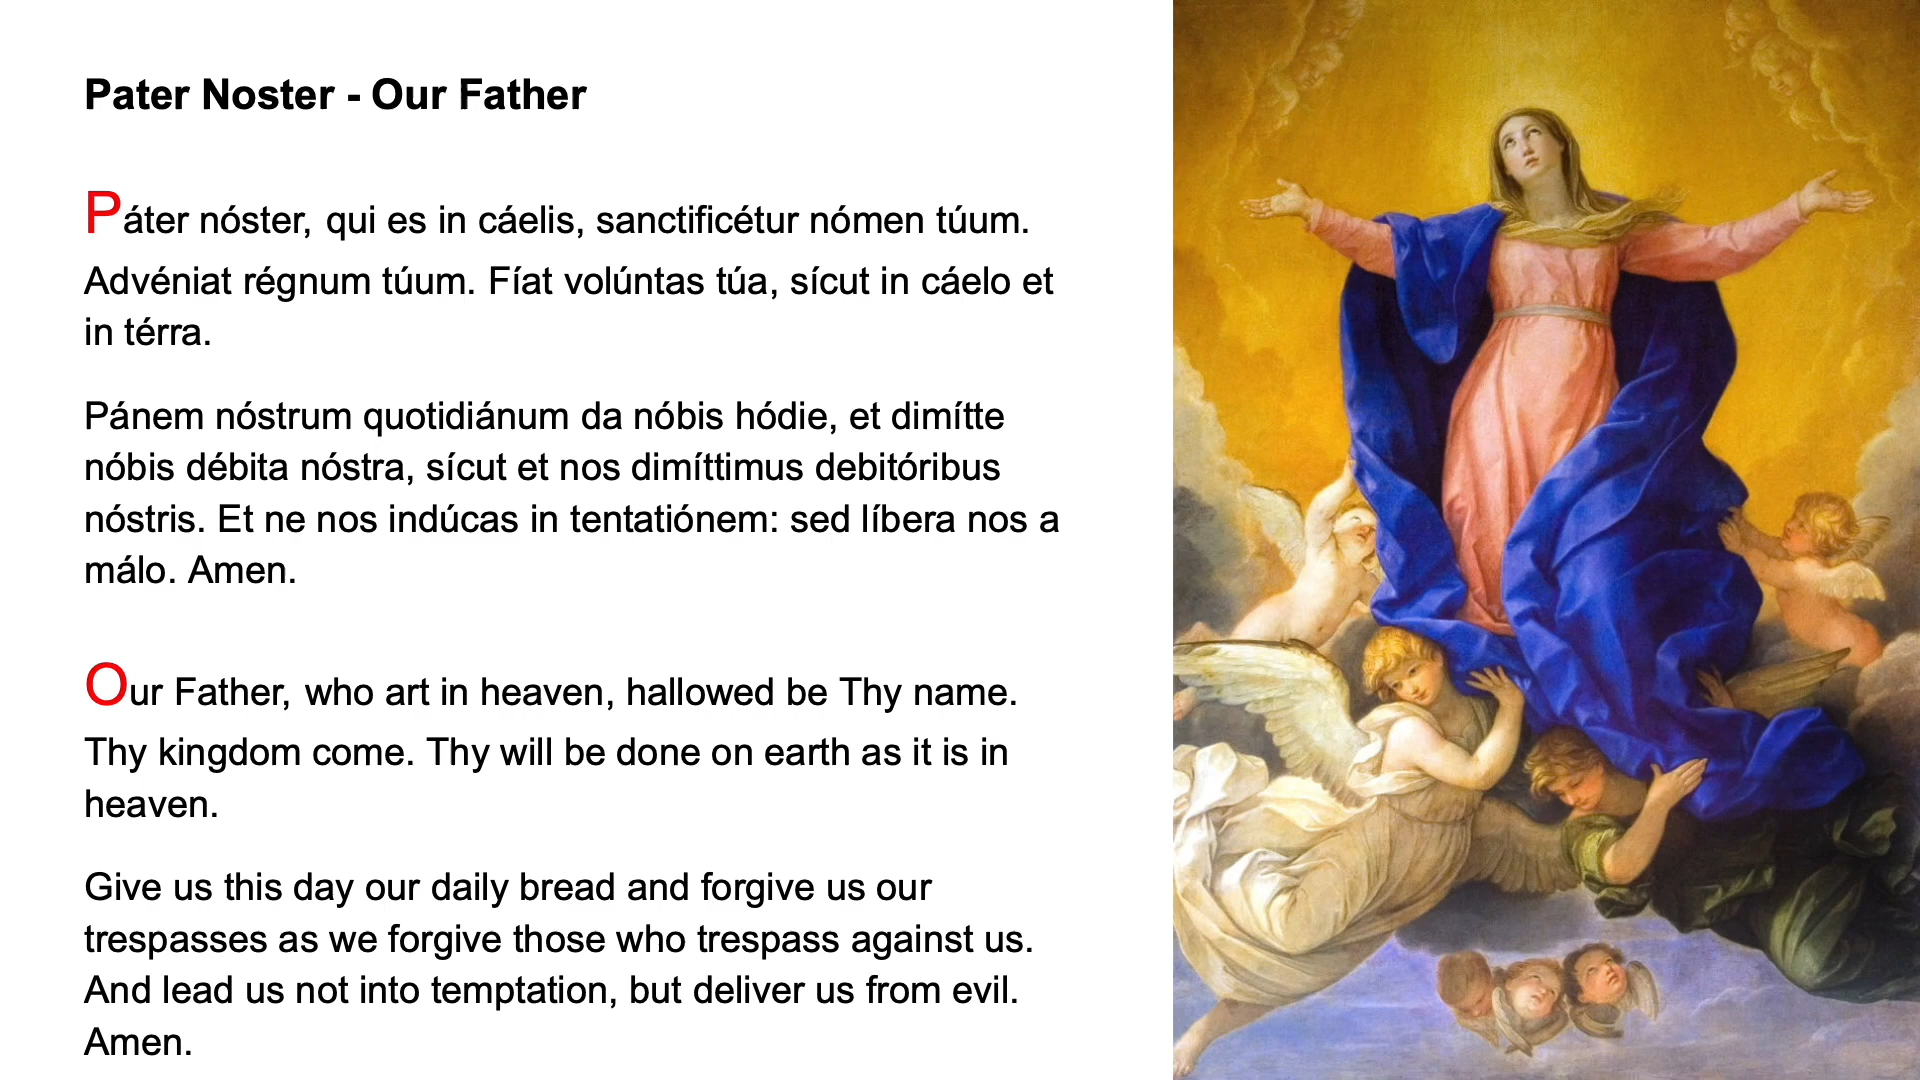 Pater Noster - Our Father
Páter nóster, qui es in cáelis, sanctificétur nómen túum.
Advéniat régnum túum. Fíat volúntas túa, sícut in cáelo et
in térra.
Pánem nóstrum quotidiánum da nóbis hódie, et dimítte
nóbis débita nóstra, sícut et nos dimíttimus debitóribus
nóstris. Et ne nos indúcas in tentatiónem: sed líbera nos a
málo. Amen.
Our Father, who art in heaven, hallowed be Thy name.
Thy kingdom come. Thy will be done on earth as it is in
heaven.
Give us this day our daily bread and forgive us our
trespasses as we forgive those who trespass against us.
And lead us not into temptation, but deliver us from evil.
Amen.